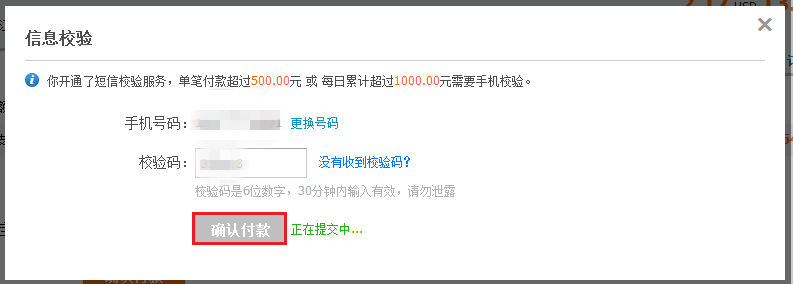 信息校验
你开通了短信校验服务，单笔付款超过500.00元 或 每日累计超过1000.00元需要手机校验。
手机号码： 更换号码
校验码： 没有收到校验码?
校验码是6位数字，30分钟内输入有效，请勿泄露
确认付款 正在提交中...